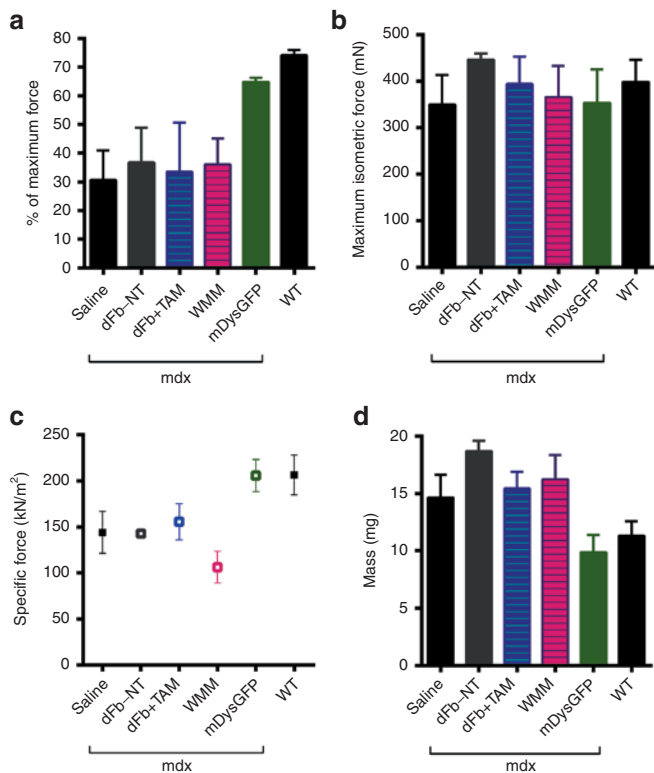 a
% of maximum force
80
70
60
50
40
30
20
10
0
Saline
dFb–NT
dFb+TAM
WMM
mDysGFP
WT
mdx
b
Maximum isometric force (mN)
500
400
300
200
100
0
Saline
dFb–NT
dFb+TAM
WMM
mDysGFP
WT
mdx
c
Specific force (kN/m²)
250
200
150
100
50
0
Saline
dFb–NT
dFb+TAM
WMM
mDysGFP
WT
mdx
d
Mass (mg)
20
15
10
5
0
Saline
dFb–NT
dFb+TAM
WMM
mDysGFP
WT
mdx